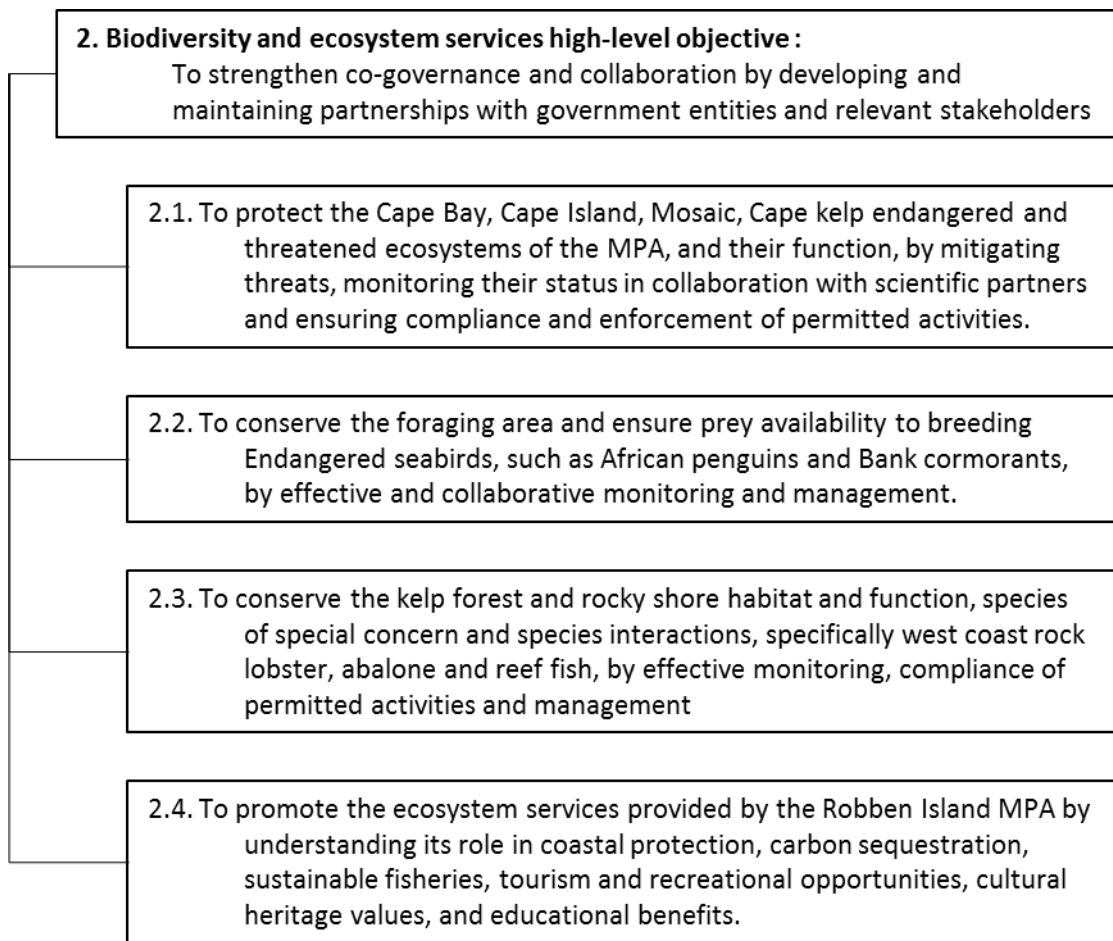 2. Biodiversity and ecosystem services high-level objective :
To strengthen co-governance and collaboration by developing and
maintaining partnerships with government entities and relevant stakeholders
2.1. To protect the Cape Bay, Cape Island, Mosaic, Cape kelp endangered and
threatened ecosystems of the MPA, and their function, by mitigating
threats, monitoring their status in collaboration with scientific partners
and ensuring compliance and enforcement of permitted activities.
2.2. To conserve the foraging area and ensure prey availability to breeding
Endangered seabirds, such as African penguins and Bank cormorants,
by effective and collaborative monitoring and management.
2.3. To conserve the kelp forest and rocky shore habitat and function, species
of special concern and species interactions, specifically west coast rock
lobster, abalone and reef fish, by effective monitoring, compliance of
permitted activities and management
2.4. To promote the ecosystem services provided by the Robben Island MPA by
understanding its role in coastal protection, carbon sequestration,
sustainable fisheries, tourism and recreational opportunities, cultural
heritage values, and educational benefits.